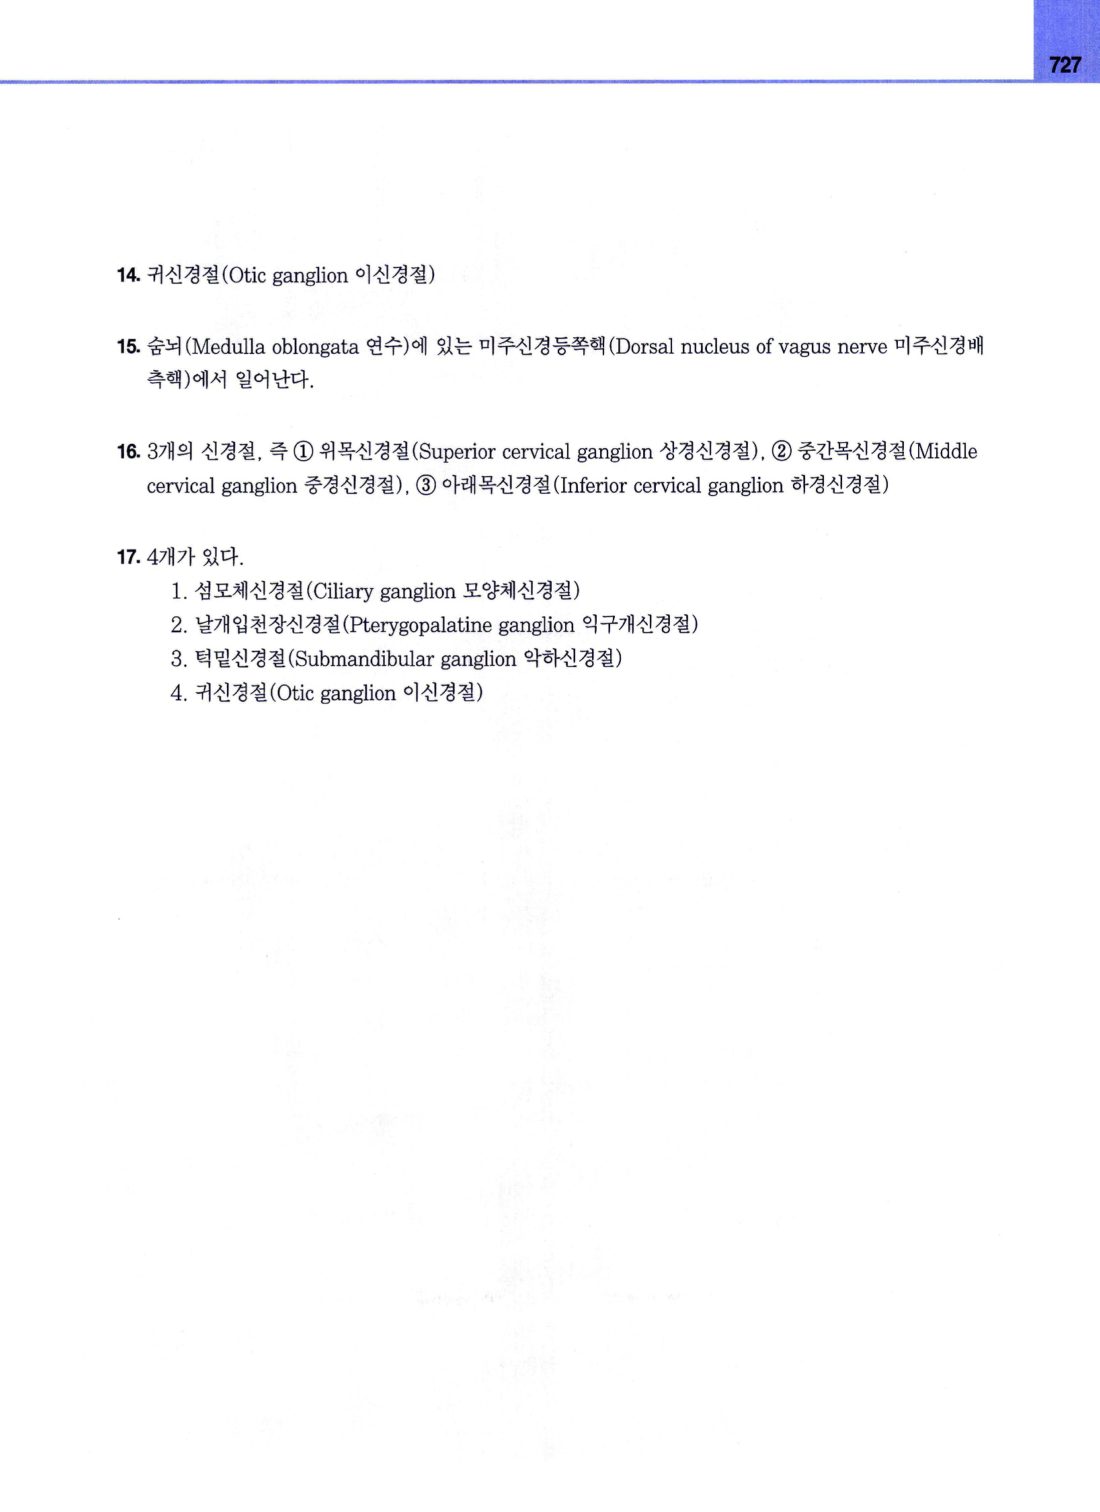 727
14. 귀신경절(Otic ganglion 이신경절)
15. 숨뇌(Medulla oblongata 연수)에 있는 미주신경등쪽핵(Dorsal nucleus of vagus nerve 미주신경배
측핵)에서 일어난다.
16. 3개의 신경절, 즉 ① 위목신경절(Superior cervical ganglion 상경신경절), ② 중간목신경절(Middle
cervical ganglion 중경신경절), ③ 아래목신경절(Inferior cervical ganglion 하경신경절)
17. 4개가 있다.
1. 섬모체신경절(Ciliary ganglion 모양체신경절)
2. 날개입천장신경절(Pterygopalatine ganglion 익구개신경절)
3. 턱밑신경절(Submandibular ganglion 악하신경절)
4. 귀신경절(Otic ganglion 이신경절)